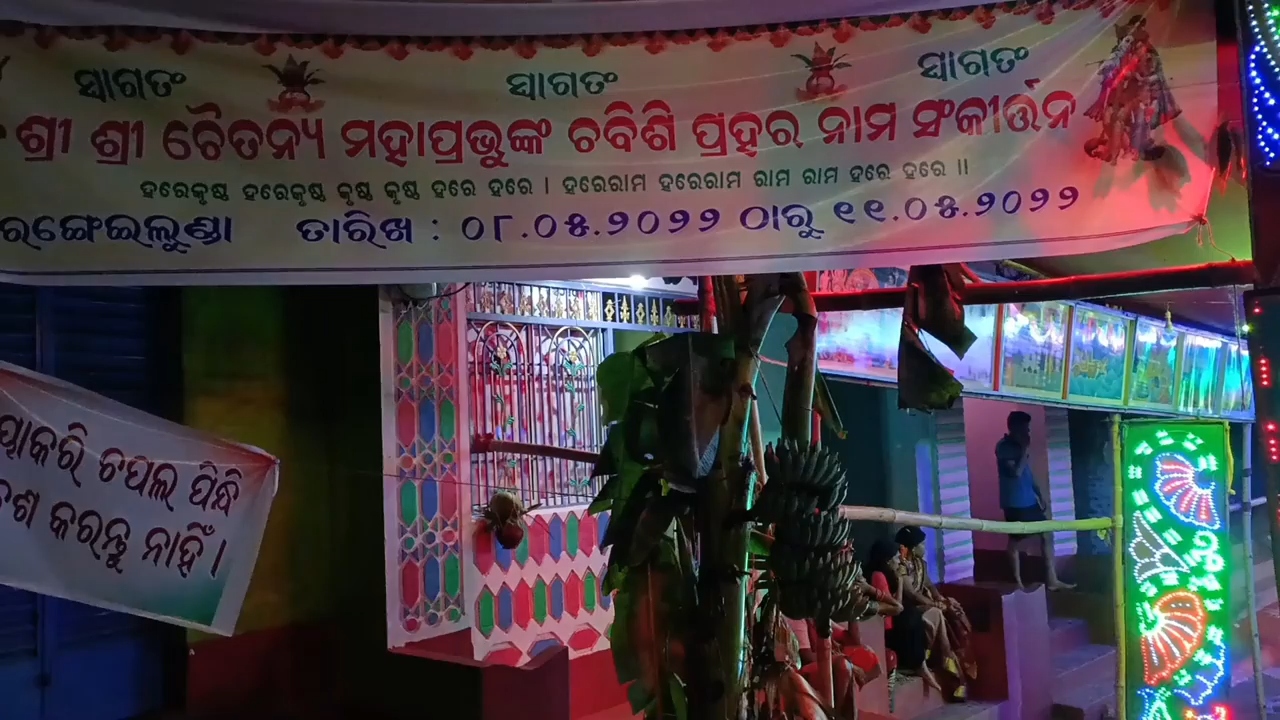 ସ୍ୱାଗତଂ ସ୍ୱାଗତଂ ସ୍ୱାଗତଂ
ଶ୍ରୀ ଶ୍ରୀ ଚୈତନ୍ୟ ମହାପ୍ରଭୁଙ୍କ ଚବିଶି ପ୍ରହର ନାମ ସଂକୀର୍ତ୍ତନ
ହରେକୃଷ୍ଣ ହରେକୃଷ୍ଣ କୃଷ୍ଣ କୃଷ୍ଣ ହରେ ହରେ । ହରେରାମ ହରେରାମ ରାମ ରାମ ହରେ ହରେ ॥
ରଙ୍ଗେଇଲୁଣ୍ଡା ତାରିଖ : ୦୮.୦୫.୨୦୨୨ ଠାରୁ ୧୧.୦୫.୨୦୨୨
ଚପଲ ପିନ୍ଧି
କରନ୍ତୁ ନାହିଁ ।